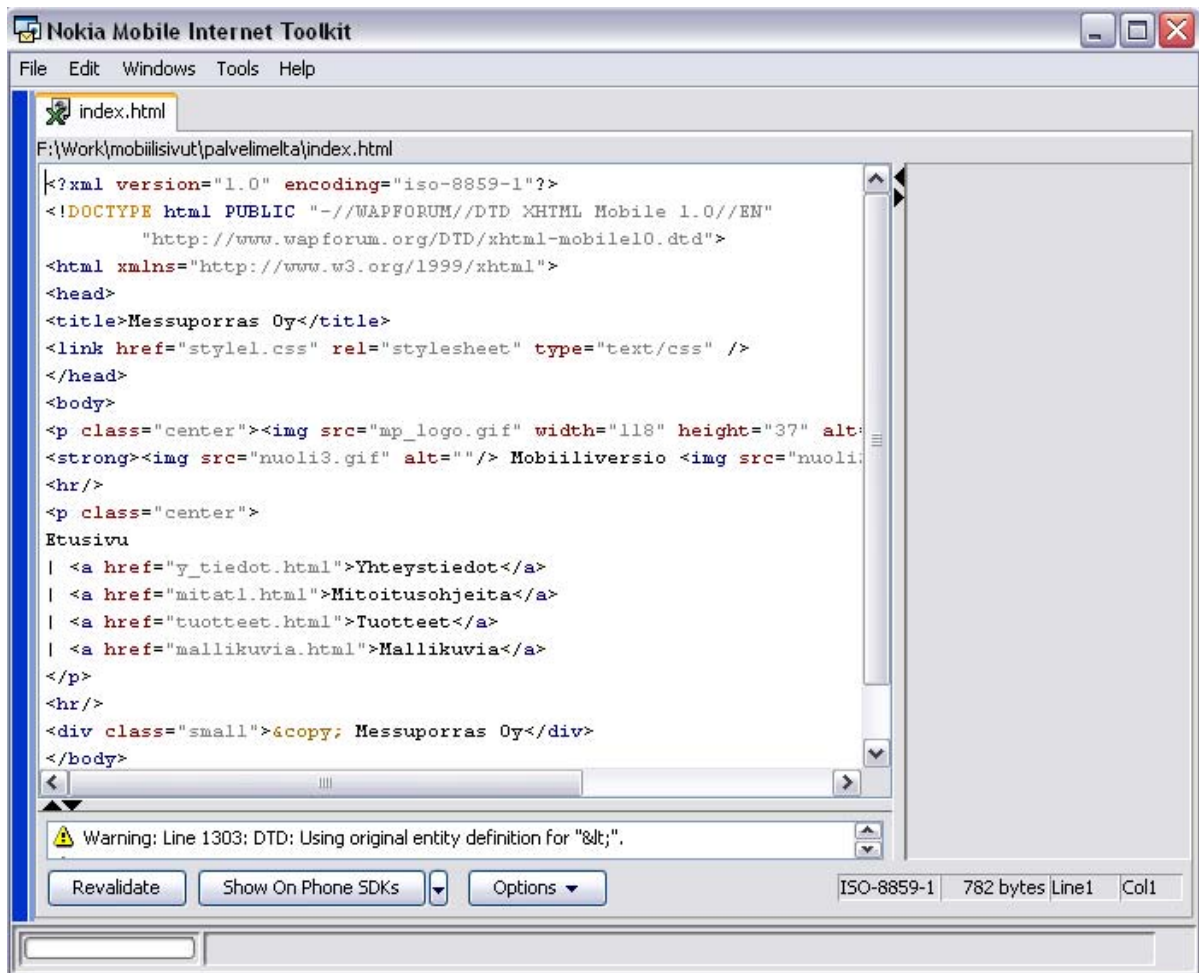 Nokia Mobile Internet Toolkit
File Edit Windows Tools Help
index.html
F:\Work\mobiilisivut\palvelimelta\index.html
<?xml version="1.0" encoding="iso-8859-1"?>
<!DOCTYPE html PUBLIC "-//WAPFORUM//DTD XHTML Mobile 1.0//EN"
"http://www.wapforum.org/DTD/xhtml-mobile10.dtd">
<html xmlns="http://www.w3.org/1999/xhtml">
<head>
<title>Messuporras Oy</title>
<link href="style1.css" rel="stylesheet" type="text/css" />
</head>
<body>
<p class="center"><img src="mp_logo.gif" width="118" height="37" alt
<strong><img src="nuoli3.gif" alt=""/> Mobiiliversio <img src="nuoli
<hr/>
<p class="center">
Etusivu
| <a href="y_tiedot.html">Yhteystiedot</a>
| <a href="mitat1.html">Mitoitusohjeita</a>
| <a href="tuotteet.html">Tuotteet</a>
| <a href="mallikuvia.html">Mallikuvia</a>
</p>
<hr/>
<div class="small">&copy; Messuporras Oy</div>
</body>
Warning: Line 1303: DTD: Using original entity definition for "&lt;".
Revalidate Show On Phone SDKs Options ISO-8859-1 782 bytes Line1 Col1